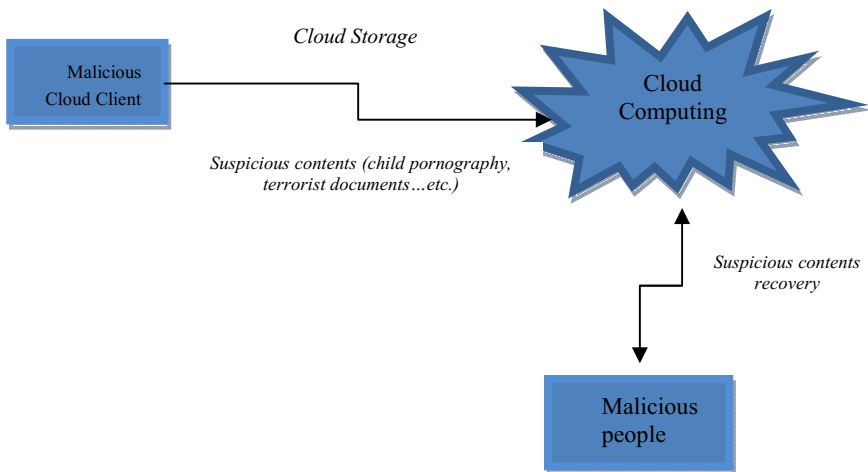 Cloud Storage
Malicious
Cloud Client
Cloud
Computing
Suspicious contents (child pornography,
terrorist documents…etc.)
Suspicious contents
recovery
Malicious
people